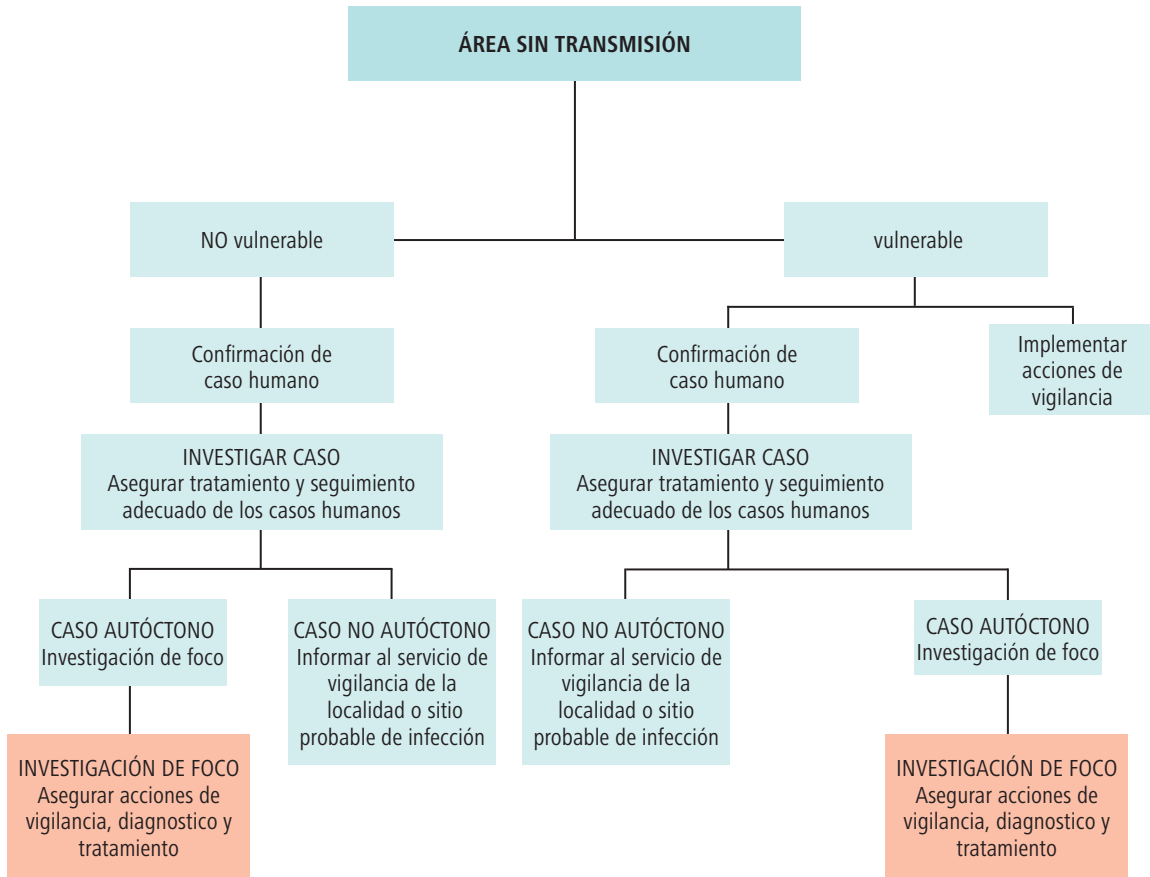 ÁREA SIN TRANSMISIÓN
NO vulnerable
vulnerable
Confirmación de
caso humano
Confirmación de
caso humano
Implementar
acciones de
vigilancia
INVESTIGAR CASO
Asegurar tratamiento y seguimiento
adecuado de los casos humanos
INVESTIGAR CASO
Asegurar tratamiento y seguimiento
adecuado de los casos humanos
CASO AUTÓCTONO
Investigación de foco
CASO NO AUTÓCTONO
Informar al servicio de
vigilancia de la
localidad o sitio
probable de infección
CASO NO AUTÓCTONO
Informar al servicio de
vigilancia de la
localidad o sitio
probable de infección
CASO AUTÓCTONO
Investigación de foco
INVESTIGACIÓN DE FOCO
Asegurar acciones de
vigilancia, diagnostico y
tratamiento
INVESTIGACIÓN DE FOCO
Asegurar acciones de
vigilancia, diagnostico y
tratamiento